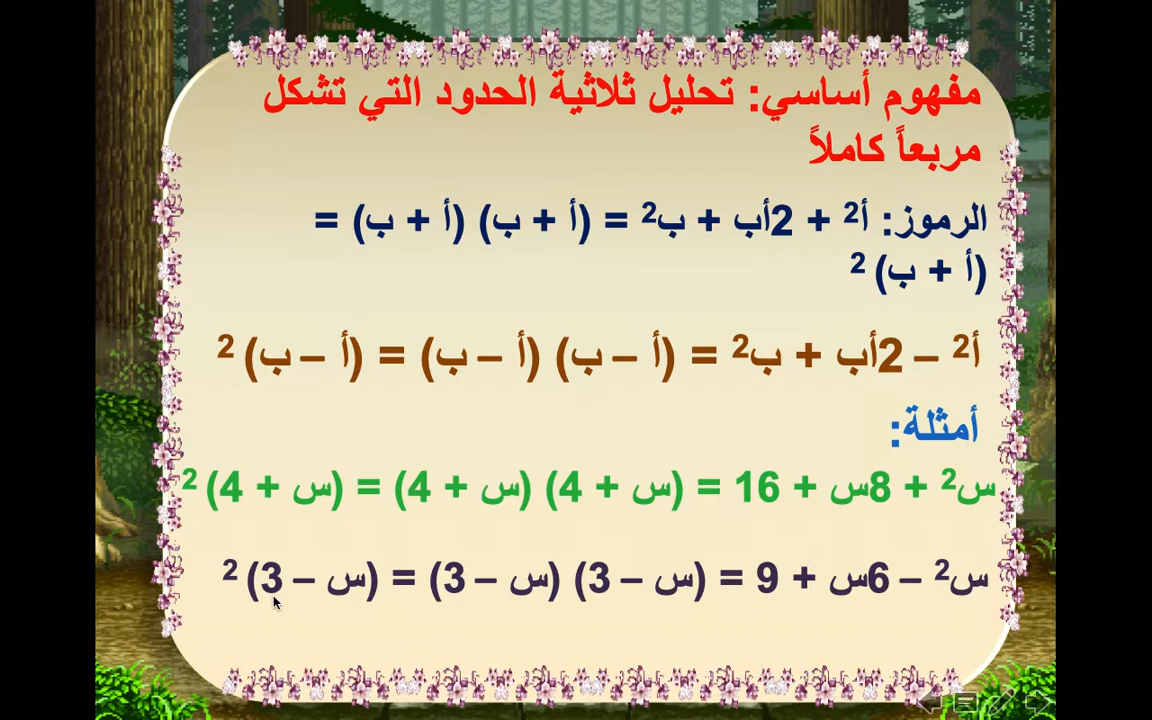 مفهوم أساسي: تحليل ثلاثية الحدود التي تشكل
مربعاً كاملاً
الرموز: أ² + 2أب + ب² = (أ + ب) (أ + ب) =
(أ + ب) ²
أ² – 2أب + ب² = (أ – ب) (أ – ب) = (أ – ب) ²
أمثلة:
س² + 8س + 16 = (س + 4) (س + 4) = (س + 4) ²
س² – 6س + 9 = (س – 3) (س – 3) = (س – 3) ²